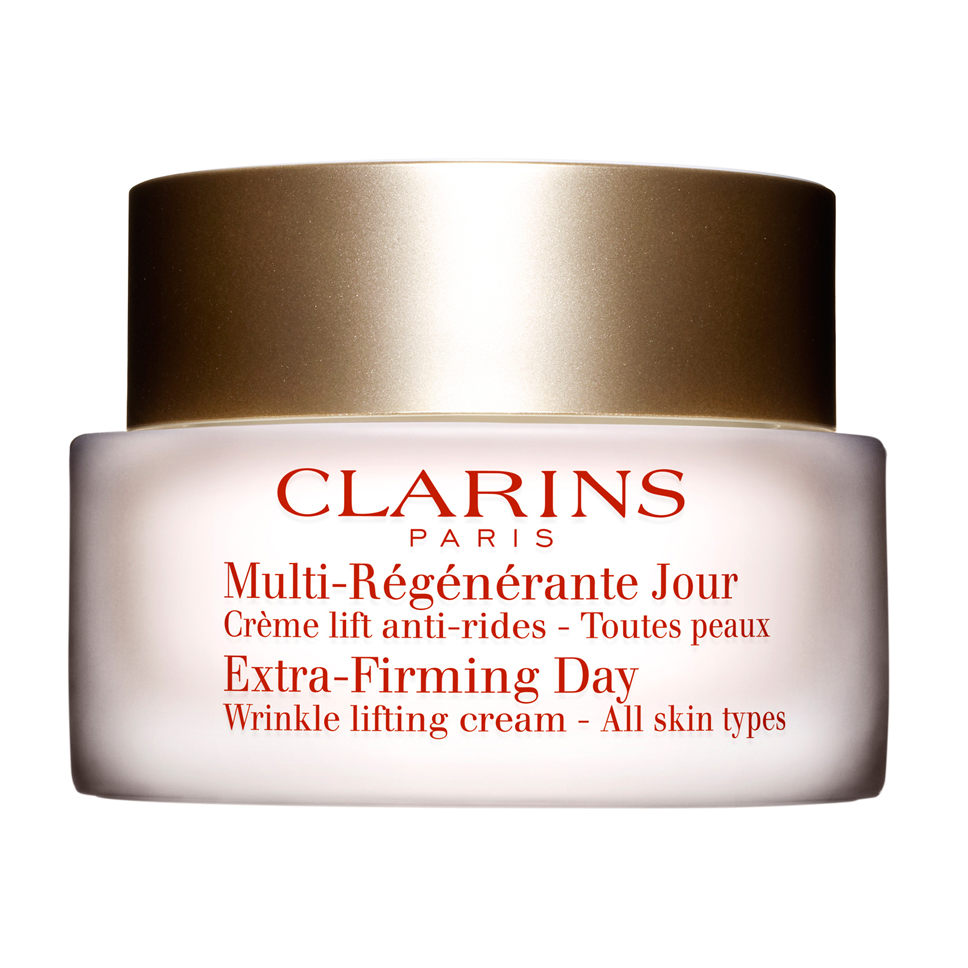 CLARINS
PARIS
Multi-Régénérante Jour
Crème lift anti-rides - Toutes peaux
Extra-Firming Day
Wrinkle lifting cream - All skin types